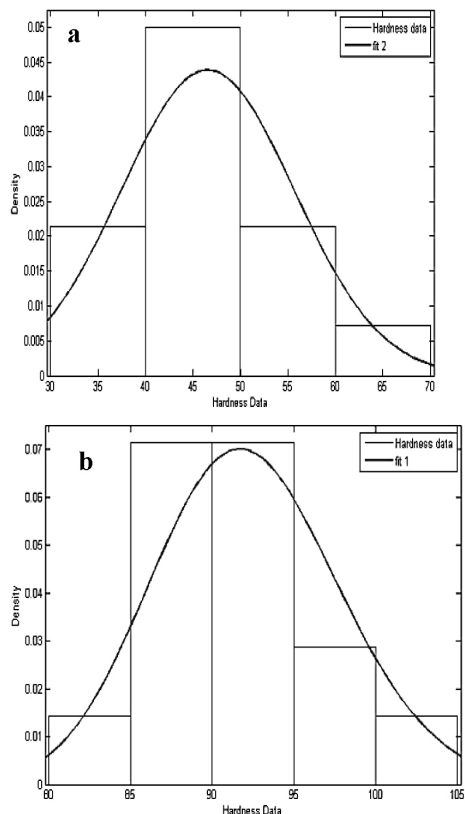 a
0.05
0.045
0.04
0.035
0.03
0.025
0.02
0.015
0.01
0.005
0
Density
Hardness data
fit 2
30 35 40 45 50 55 60 65 70
Hardness Data
b
0.07
0.06
0.05
0.04
0.03
0.02
0.01
0
Density
Hardness data
fit 1
80 85 90 95 100 105
Hardness Data